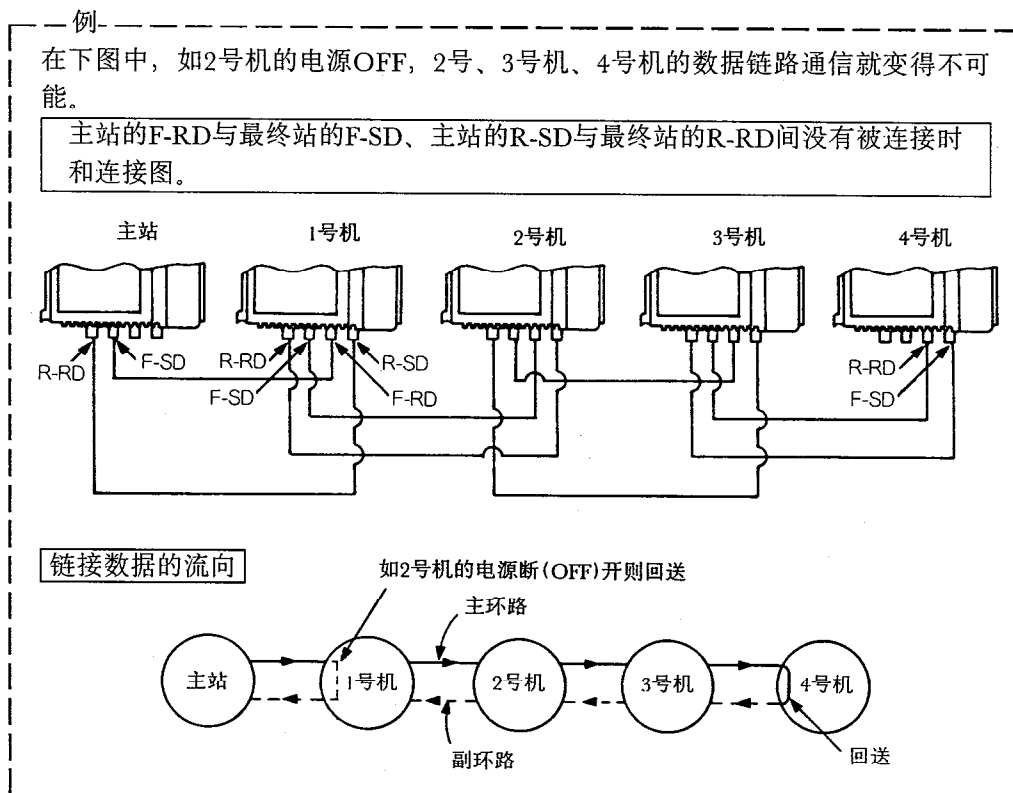 例
在下图中，如2号机的电源OFF，2号、3号机、4号机的数据链路通信就变得不可
能。
主站的F-RD与最终站的F-SD、主站的R-SD与最终站的R-RD间没有被连接时
和连接图。
主站 1号机 2号机 3号机 4号机
R-RD F-SD R-RD R-SD R-RD
F-SD F-RD F-SD
链接数据的流向
如2号机的电源断(OFF)开则回送
主环路
主站 1号机 2号机 3号机 4号机
副环路 回送